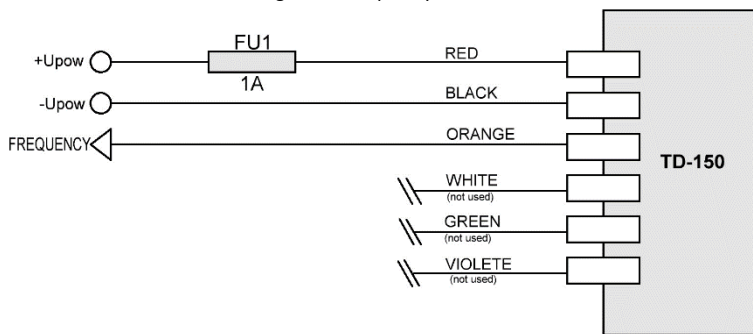 FU1
+Upow
RED
1A
-Upow
BLACK
FREQUENCY
ORANGE
TD-150
WHITE
(not used)
GREEN
(not used)
VIOLETE
(not used)